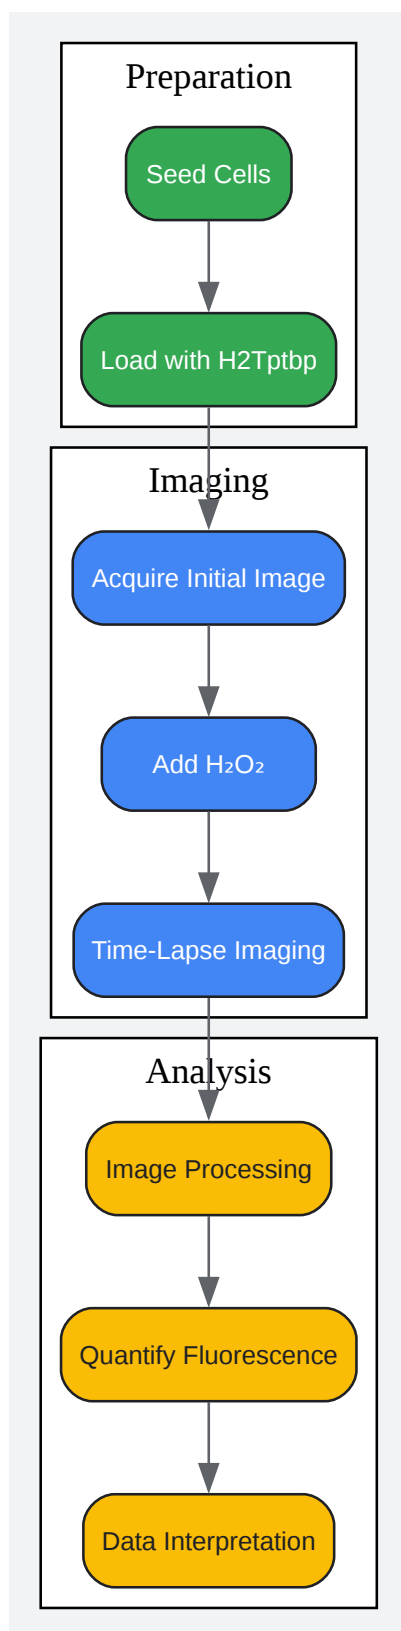 Preparation
Seed Cells
Load with H2Tptbp
Imaging
Acquire Initial Image
Add H₂O₂
Time-Lapse Imaging
Analysis
Image Processing
Quantify Fluorescence
Data Interpretation